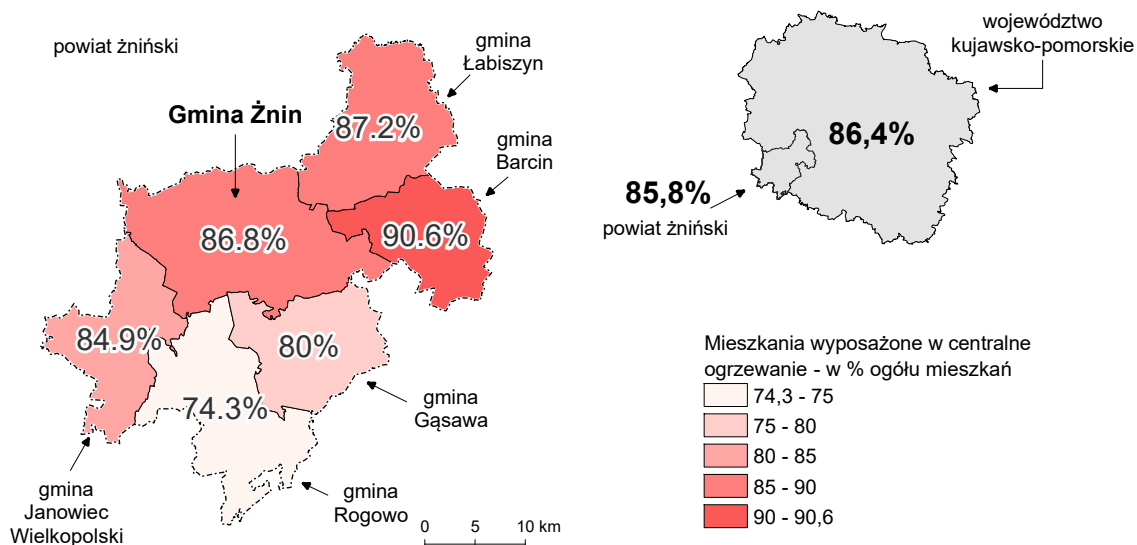 powiat żniński
gmina
Łabiszyn
Gmina Żnin
87.2%
gmina
Barcin
86.8%
90.6%
84.9%
80%
74.3%
gmina
Gąsawa
gmina
Janowiec
Wielkopolski
gmina
Rogowo
0 5 10 km
województwo
kujawsko-pomorskie
86,4%
85,8%
powiat żniński
Mieszkania wyposażone w centralne
ogrzewanie - w % ogółu mieszkań
74,3 - 75
75 - 80
80 - 85
85 - 90
90 - 90,6